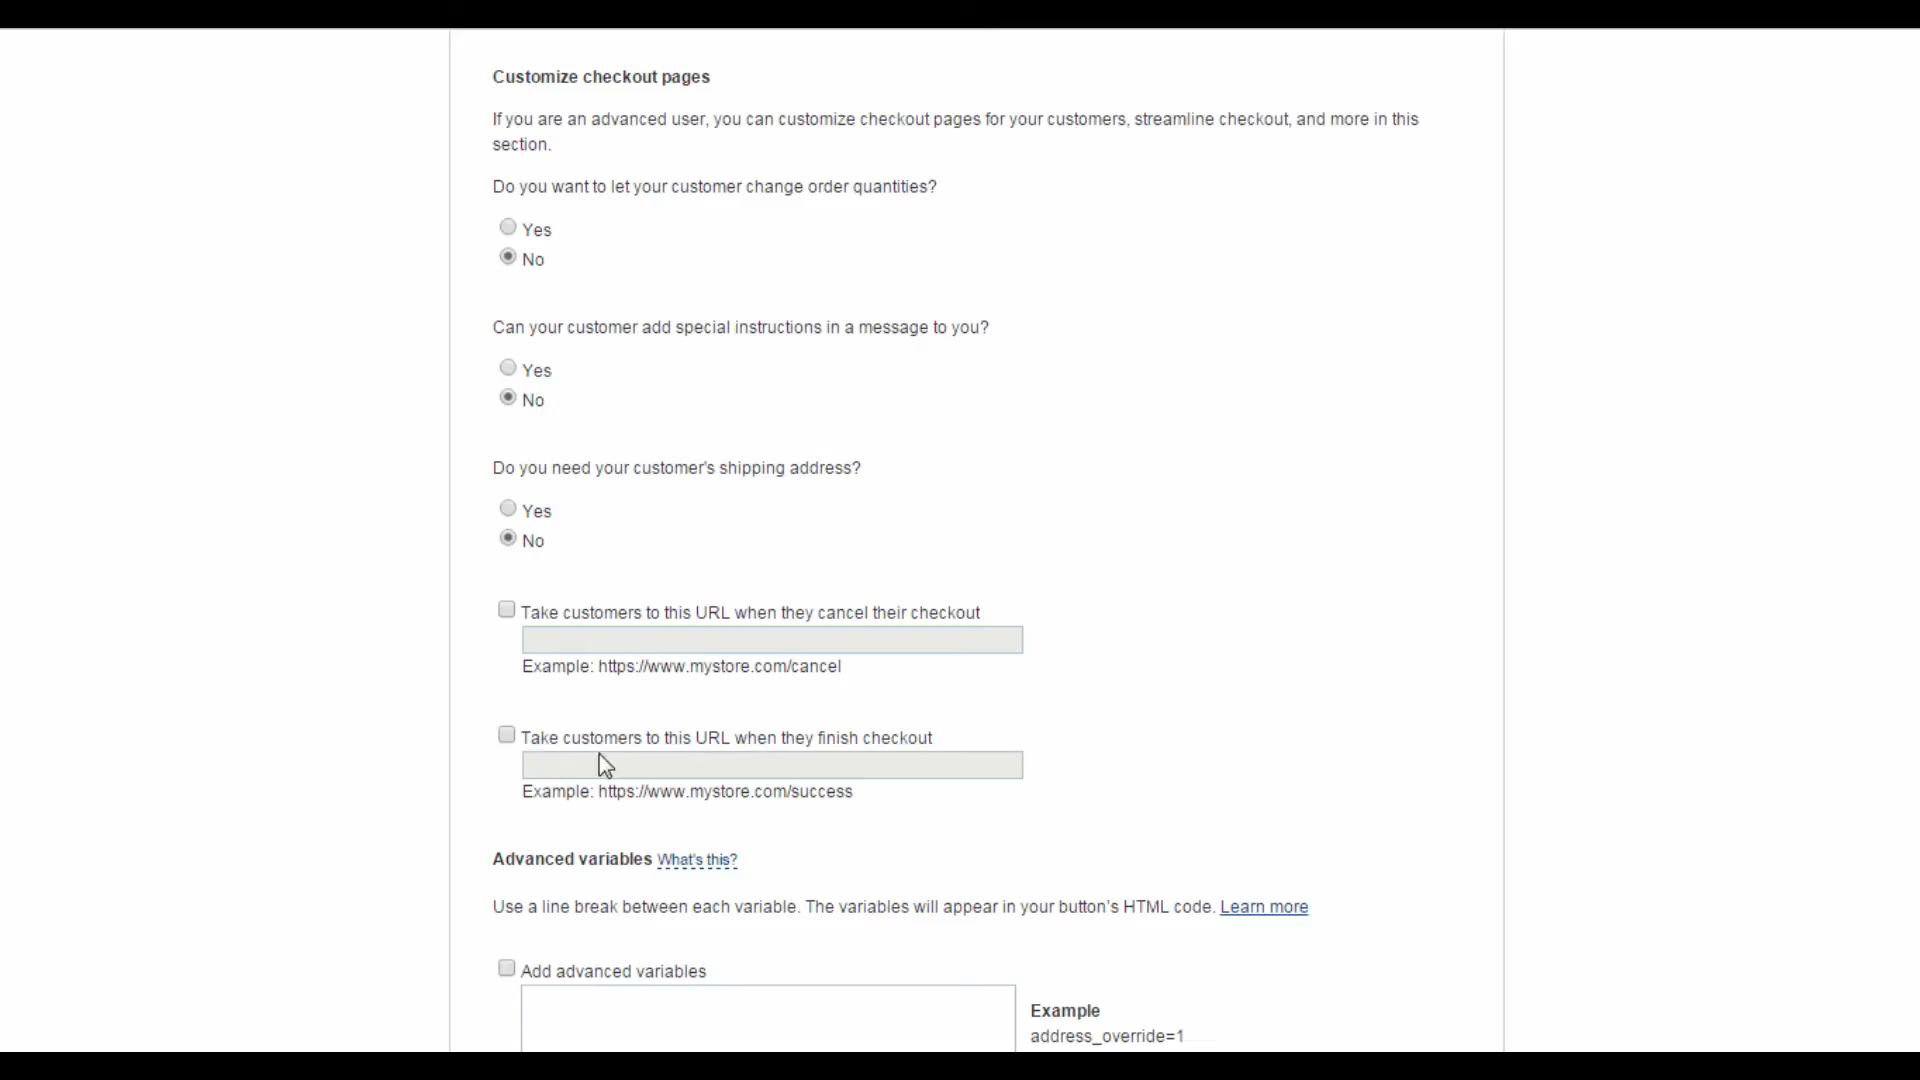 Customize checkout pages
If you are an advanced user, you can customize checkout pages for your customers, streamline checkout, and more in this
section.
Do you want to let your customer change order quantities?
Yes
No
Can your customer add special instructions in a message to you?
Yes
No
Do you need your customer's shipping address?
Yes
No
Take customers to this URL when they cancel their checkout
Example: https://www.mystore.com/cancel
Take customers to this URL when they finish checkout
Example: https://www.mystore.com/success
Advanced variables What's this?
Use a line break between each variable. The variables will appear in your button's HTML code. Learn more
Add advanced variables
Example
address_override=1